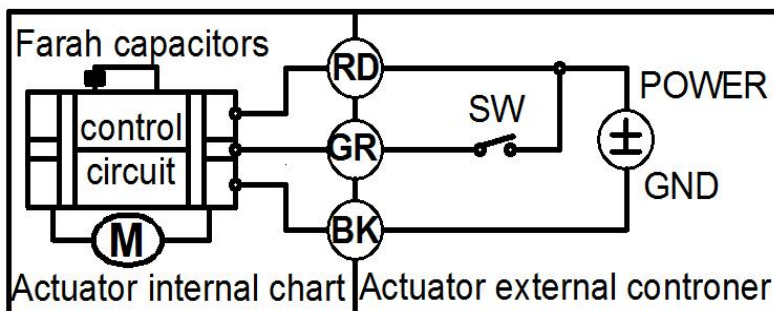 Farah capacitors
RD
POWER
SW
control
GR
circuit
GND
BK
M
Actuator internal chart
Actuator external controner